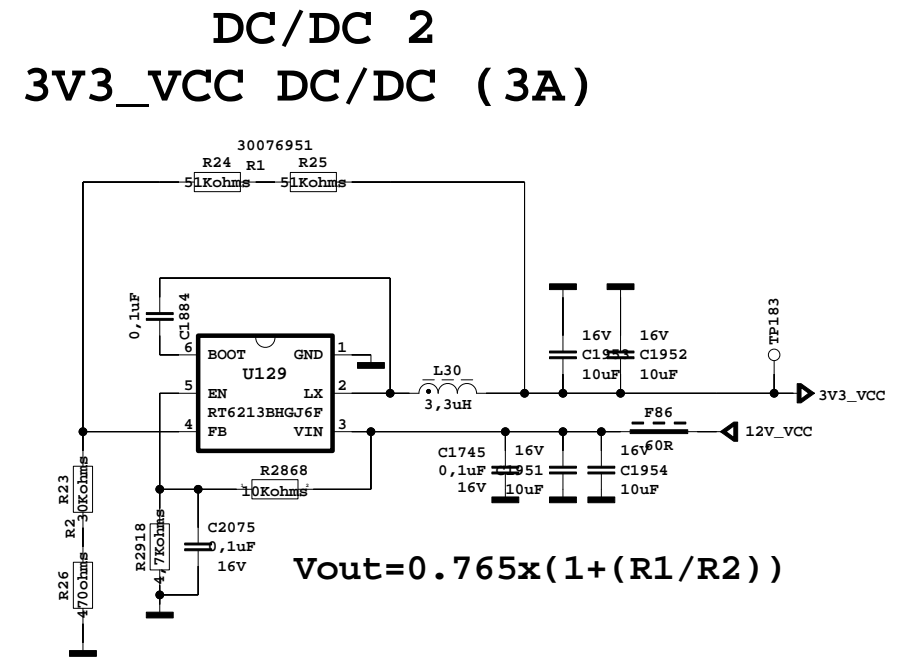 DC/DC 2
3V3_VCC DC/DC (3A)
30076951
R24 R1 R25
51Kohms 51Kohms
0,1uF
C1884
6 BOOT GND 1
U129
5 EN LX 2
RT6213BHGJ6F
4 FB VIN 3
L30
3,3uH
16V
C1953
10uF
16V
C1952
10uF
TP183
3V3_VCC
F86
60R
12V_VCC
C1745
0,1uF
16V
16V
C1951
10uF
16V
C1954
10uF
R2868
10Kohms
R23
30Kohms
R2
R26
470ohms
R2918
4,7Kohms
C2075
0,1uF
16V
Vout=0.765x(1+(R1/R2))